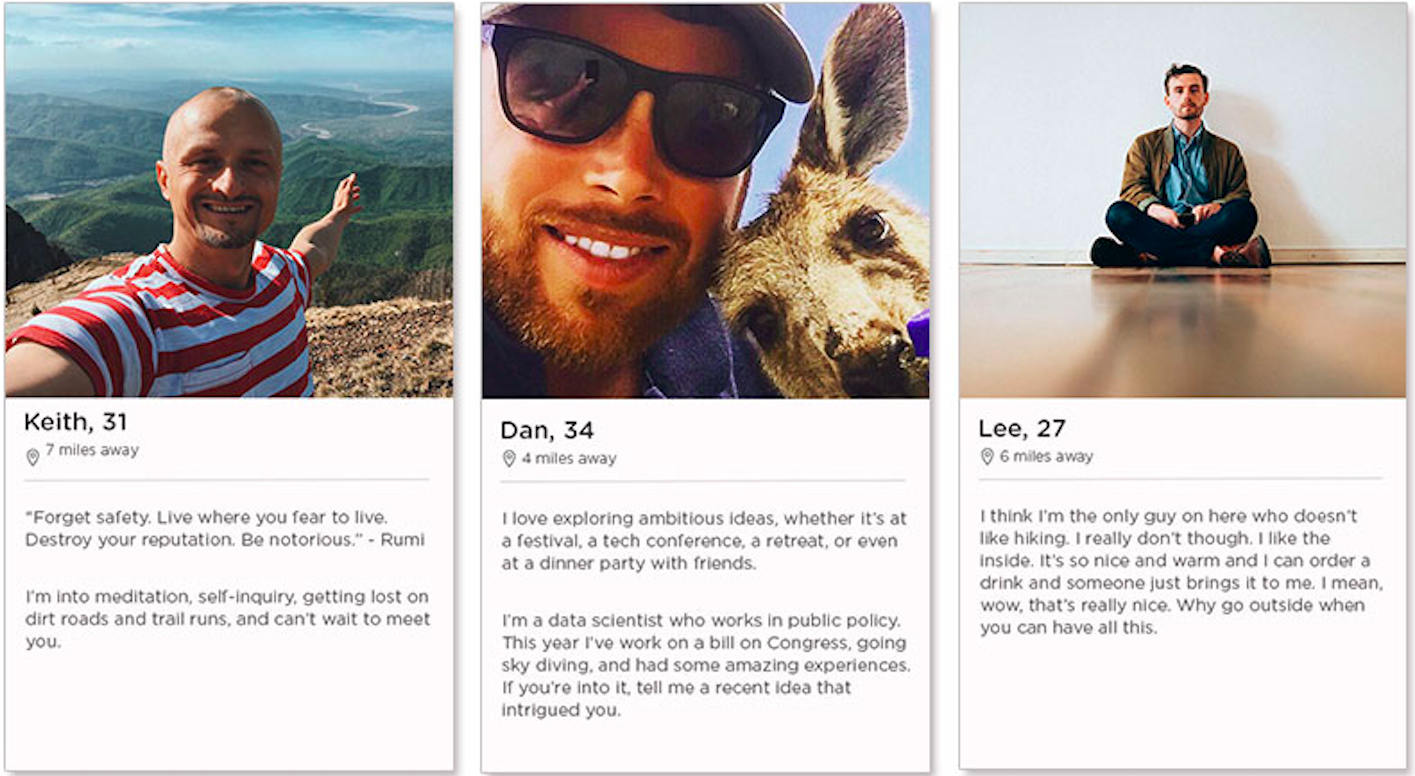 Keith, 31
7 miles away
“Forget safety. Live where you fear to live.
Destroy your reputation. Be notorious.” - Rumi
I’m into meditation, self-inquiry, getting lost on
dirt roads and trail runs, and can’t wait to meet
you.
Dan, 34
4 miles away
I love exploring ambitious ideas, whether it’s at
a festival, a tech conference, a retreat, or even
at a dinner party with friends.
I’m a data scientist who works in public policy.
This year I’ve work on a bill on Congress, going
sky diving, and had some amazing experiences.
If you’re into it, tell me a recent idea that
intrigued you.
Lee, 27
6 miles away
I think I’m the only guy on here who doesn’t
like hiking. I really don’t though. I like the
inside. It’s so nice and warm and I can order a
drink and someone just brings it to me. I mean,
wow, that’s really nice. Why go outside when
you can have all this.